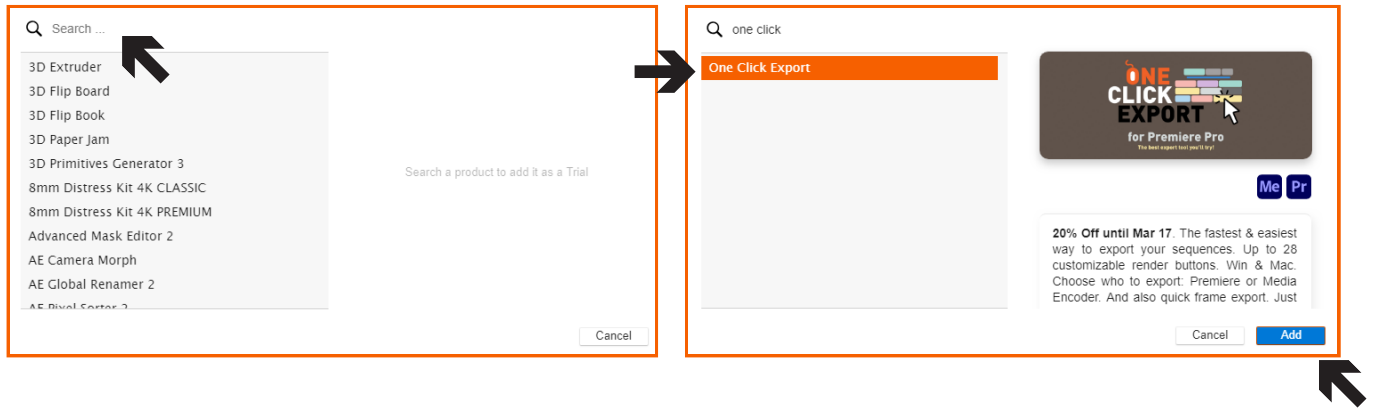 Search ...
3D Extruder
3D Flip Board
3D Flip Book
3D Paper Jam
3D Primitives Generator 3
8mm Distress Kit 4K CLASSIC
8mm Distress Kit 4K PREMIUM
Advanced Mask Editor 2
AE Camera Morph
AE Global Renamer 2
AE Pixel Sorter 2
Search a product to add it as a Trial
Cancel
one click
One Click Export
ONE
CLICK
EXPORT
for Premiere Pro
The best export tool you'll try!
Me Pr
20% Off until Mar 17. The fastest & easiest
way to export your sequences. Up to 28
customizable render buttons. Win & Mac.
Choose who to export: Premiere or Media
Encoder. And also quick frame export. Just
Cancel
Add